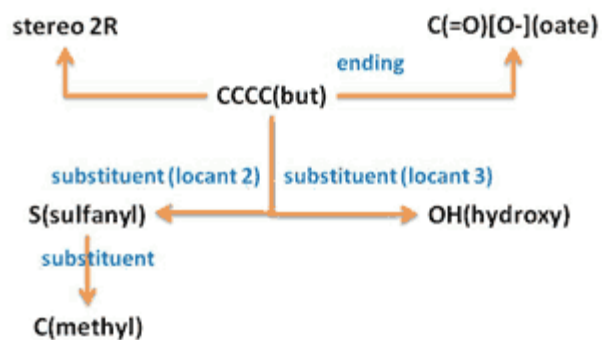 stereo 2R
C(=O)[O-](oate)
ending
CCCC(but)
substituent (locant 2)
substituent (locant 3)
S(sulfanyl)
OH(hydroxy)
substituent
C(methyl)